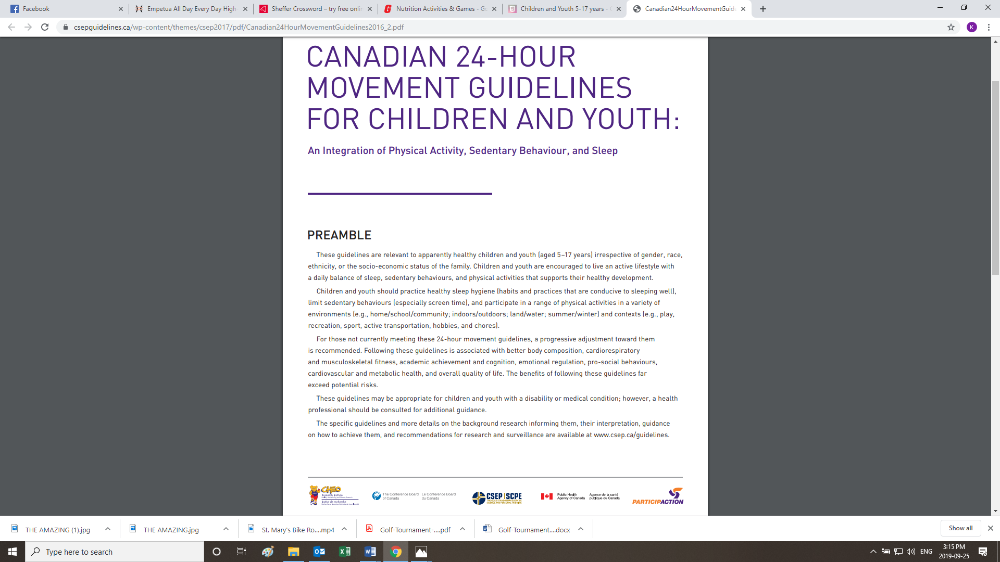 Facebook
Empetua All Day Every Day High-
Sheffer Crossword – try free onlin
Nutrition Activities & Games - Go
Children and Youth 5-17 years - C
Canadian24HourMovementGuide
csepguidelines.ca/wp-content/themes/csep2017/pdf/Canadian24HourMovementGuidelines2016_2.pdf
K
CANADIAN 24-HOUR
MOVEMENT GUIDELINES
FOR CHILDREN AND YOUTH:
An Integration of Physical Activity, Sedentary Behaviour, and Sleep
PREAMBLE
These guidelines are relevant to apparently healthy children and youth (aged 5–17 years) irrespective of gender, race,
ethnicity, or the socio-economic status of the family. Children and youth are encouraged to live an active lifestyle with
a daily balance of sleep, sedentary behaviours, and physical activities that supports their healthy development.
Children and youth should practice healthy sleep hygiene (habits and practices that are conducive to sleeping well),
limit sedentary behaviours (especially screen time), and participate in a range of physical activities in a variety of
environments (e.g., home/school/community; indoors/outdoors; land/water; summer/winter) and contexts (e.g., play,
recreation, sport, active transportation, hobbies, and chores).
For those not currently meeting these 24-hour movement guidelines, a progressive adjustment toward them
is recommended. Following these guidelines is associated with better body composition, cardiorespiratory
and musculoskeletal fitness, academic achievement and cognition, emotional regulation, pro-social behaviours,
cardiovascular and metabolic health, and overall quality of life. The benefits of following these guidelines far
exceed potential risks.
These guidelines may be appropriate for children and youth with a disability or medical condition; however, a health
professional should be consulted for additional guidance.
The specific guidelines and more details on the background research informing them, their interpretation, guidance
on how to achieve them, and recommendations for research and surveillance are available at www.csep.ca/guidelines.
CHEO
Research Institute
Institut de recherche
The Conference Board
of Canada
Le Conference Board
du Canada
CSEP | SCPE
THE GOLD STANDARD IN EXERCISE
SCIENCE AND PERSONAL TRAINING
Public Health
Agency of Canada
Agence de la santé
publique du Canada
PARTICIPACTION
THE AMAZING (1).jpg
THE AMAZING.jpg
St. Mary's Bike Ro....mp4
Golf-Tournament-....pdf
Golf-Tournament....docx
Show all
Type here to search
ENG
3:15 PM
2019-09-25